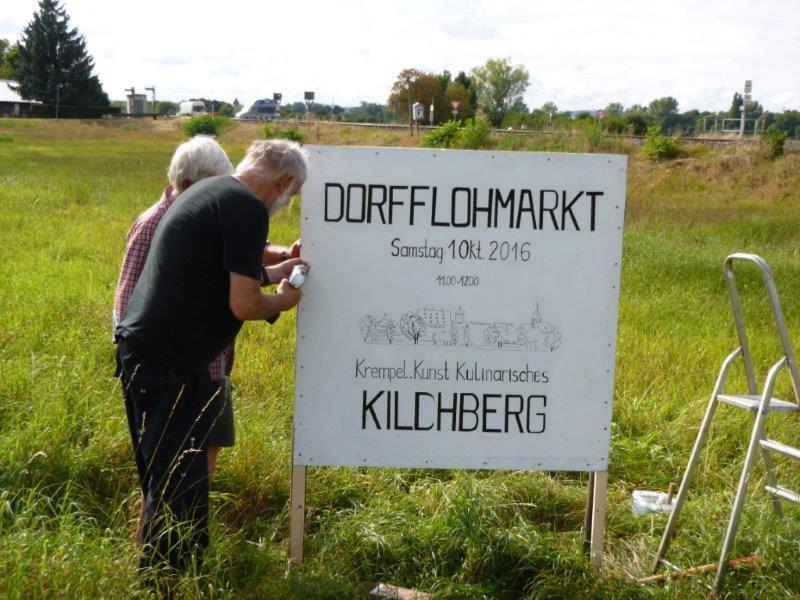 DORFFLOHMARKT
Samstag 1.Okt. 2016
11.00-17.00
Krempel.Kunst Kulinarisches
KILCHBERG